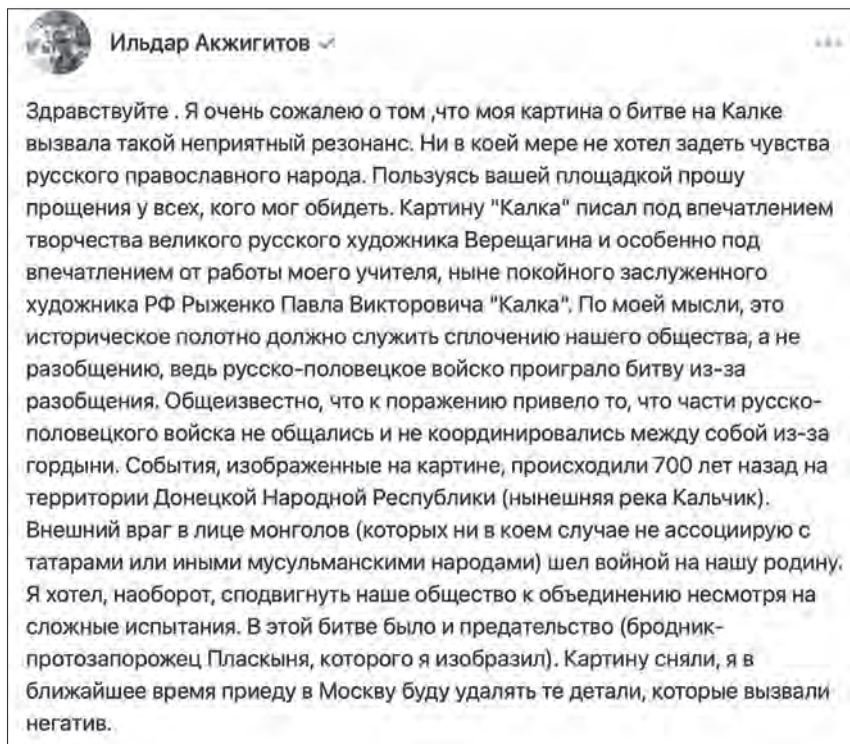 Ильдар Акжигитов
Здравствуйте . Я очень сожалею о том ,что моя картина о битве на Калке
вызвала такой неприятный резонанс. Ни в коей мере не хотел задеть чувства
русского православного народа. Пользуясь вашей площадкой прошу
прощения у всех, кого мог обидеть. Картину "Калка" писал под впечатлением
творчества великого русского художника Верещагина и особенно под
впечатлением от работы моего учителя, ныне покойного заслуженного
художника РФ Рыженко Павла Викторовича "Калка". По моей мысли, это
историческое полотно должно служить сплочению нашего общества, а не
разобщению, ведь русско-половецкое войско проиграло битву из-за
разобщения. Общеизвестно, что к поражению привело то, что части русско-
половецкого войска не общались и не координировались между собой из-за
гордыни. События, изображенные на картине, происходили 700 лет назад на
территории Донецкой Народной Республики (нынешняя река Кальчик).
Внешний враг в лице монголов (которых ни в коем случае не ассоциирую с
татарами или иными мусульманскими народами) шел войной на нашу родину.
Я хотел, наоборот, сподвигнуть наше общество к объединению несмотря на
сложные испытания. В этой битве было и предательство (бродник-
протозапорожец Пласкыня, которого я изобразил). Картину сняли, я в
ближайшее время приеду в Москву буду удалять те детали, которые вызвали
негатив.